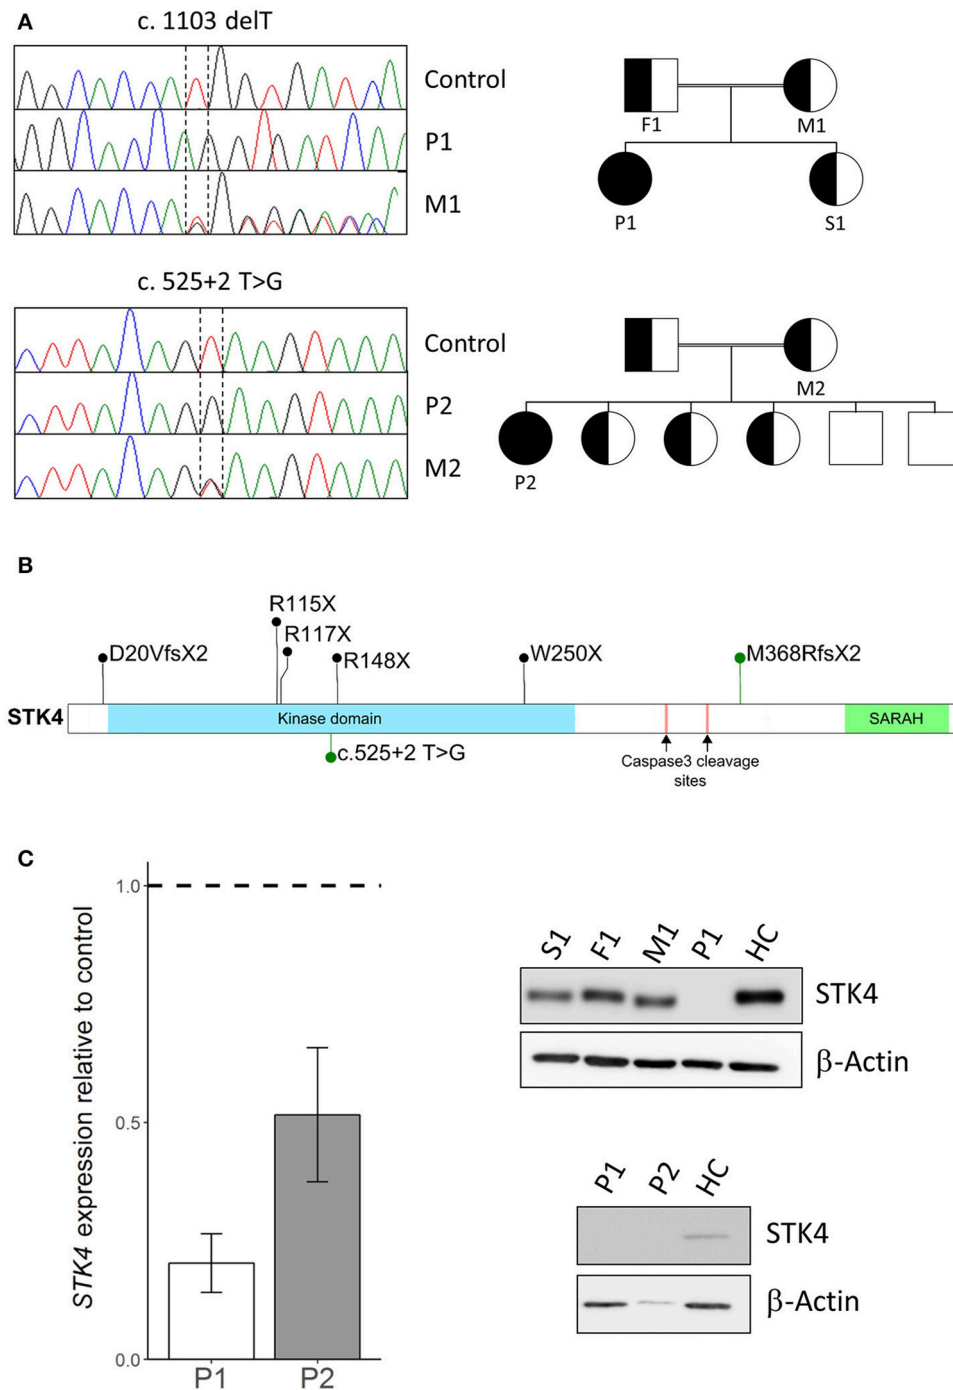 A
c. 1103 delT
Control
P1
M1
F1
M1
P1
S1
c. 525+2 T>G
Control
P2
M2
M2
P2
B
R115X
R117X
D20VfsX2
R148X
W250X
M368RfsX2
STK4
Kinase domain
SARAH
c.525+2 T>G
Caspase3 cleavage
sites
C
STK4 expression relative to control
1.0
0.5
0.0
P1
P2
S1 F1 M1 P1 HC
STK4
β-Actin
P1 P2 HC
STK4
β-Actin